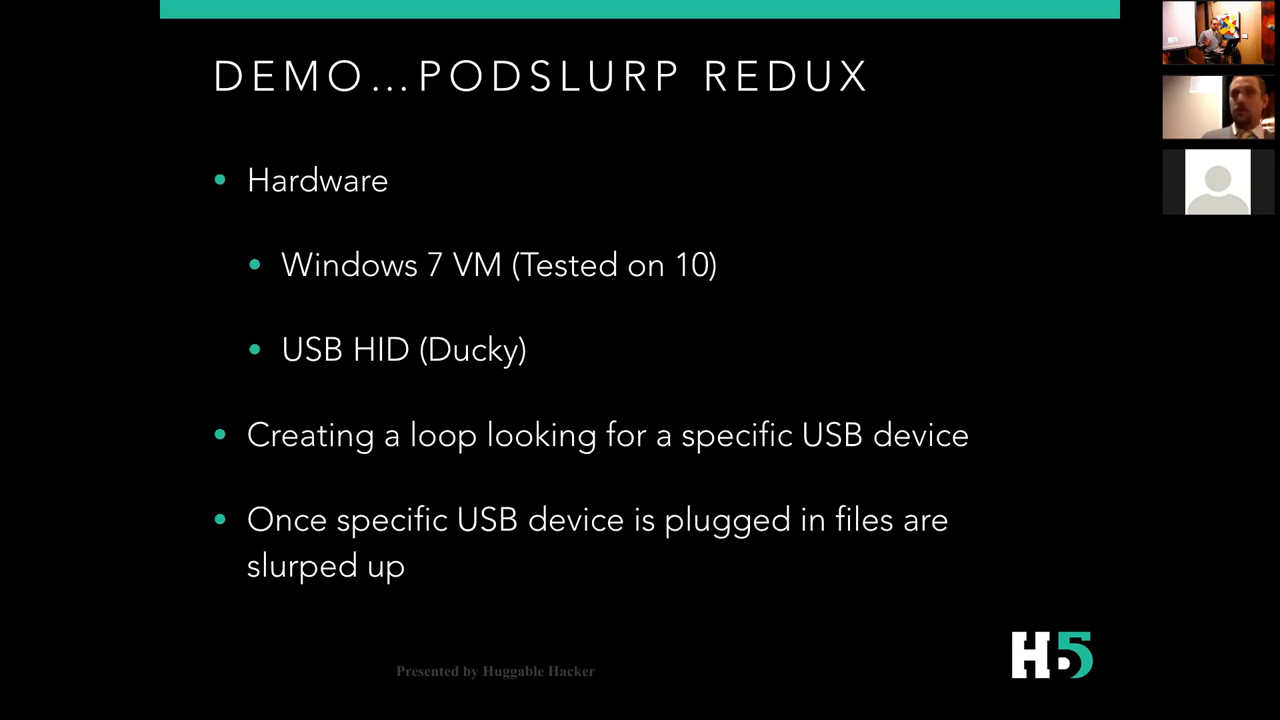 DEMO...PODSLURP REDUX
• Hardware
• Windows 7 VM (Tested on 10)
• USB HID (Ducky)
• Creating a loop looking for a specific USB device
• Once specific USB device is plugged in files are
slurped up
Presented by Huggable Hacker
H5